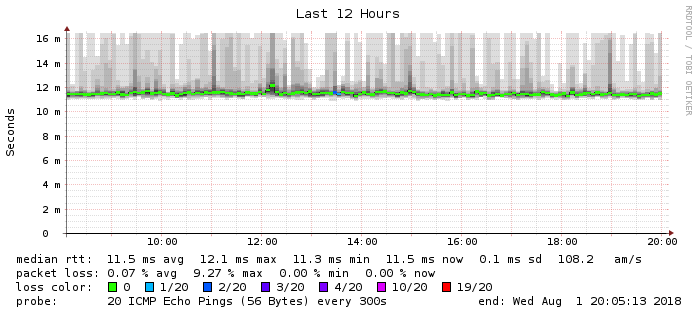 Last 12 Hours
RRDTOOL / TOBI OETIKER
Seconds
16 m
14 m
12 m
10 m
8 m
6 m
4 m
2 m
0
10:00 12:00 14:00 16:00 18:00 20:00
median rtt: 11.5 ms avg 12.1 ms max 11.3 ms min 11.5 ms now 0.1 ms sd 108.2 am/s
packet loss: 0.07 % avg 9.27 % max 0.00 % min 0.00 % now
loss color: 0 1/20 2/20 3/20 4/20 10/20 19/20
probe: 20 ICMP Echo Pings (56 Bytes) every 300s end: Wed Aug 1 20:05:13 2018